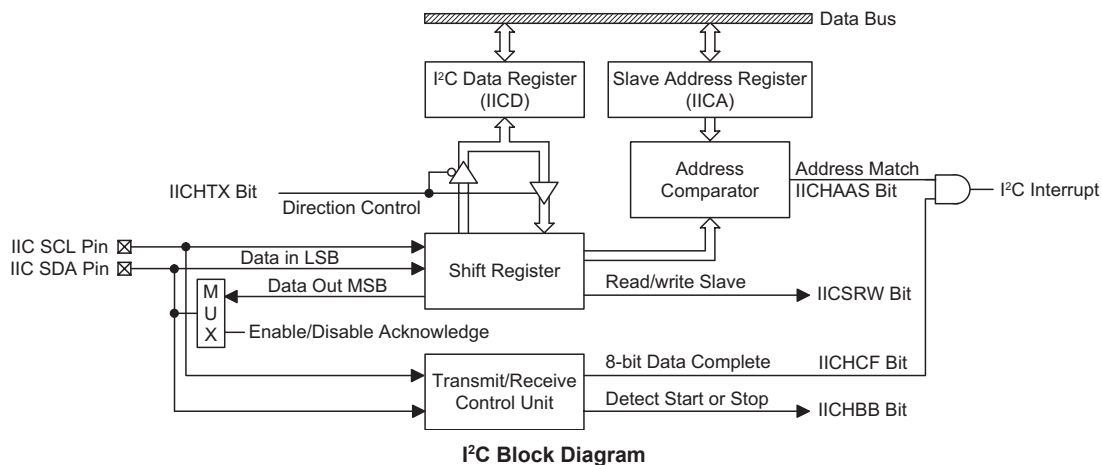 Data Bus
I²C Data Register
(IICD)
Slave Address Register
(IICA)
Address
Comparator
Address Match
IICHAAS Bit
I²C Interrupt
IICHTX Bit
Direction Control
IIC SCL Pin
IIC SDA Pin
Data in LSB
Shift Register
Data Out MSB
Read/write Slave
IICSRW Bit
M
U
X
Enable/Disable Acknowledge
Transmit/Receive
Control Unit
8-bit Data Complete
IICHCF Bit
Detect Start or Stop
IICHBB Bit
I²C Block Diagram